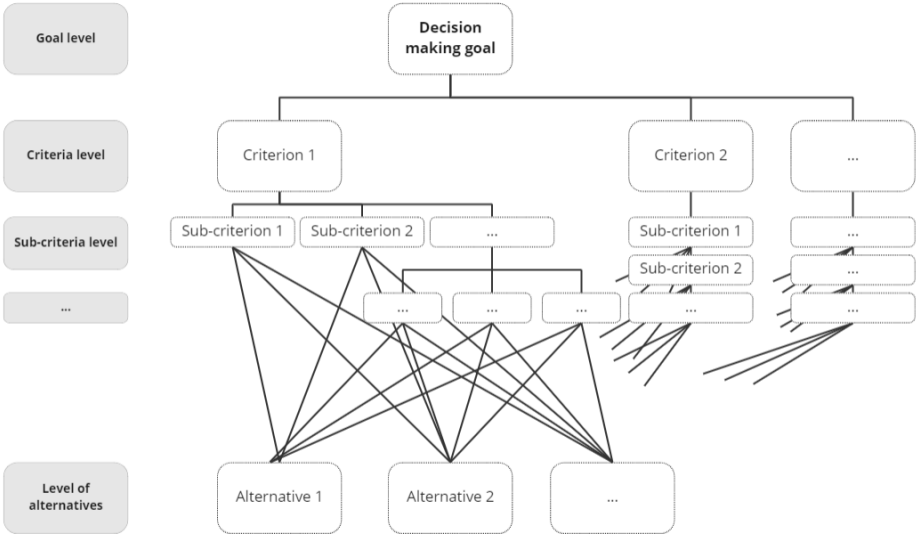 Goal level
Decision
making goal
Criteria level
Criterion 1
Criterion 2
...
Sub-criteria level
Sub-criterion 1
Sub-criterion 2
...
Sub-criterion 1
...
Sub-criterion 2
...
...
...
...
...
...
...
Level of
alternatives
Alternative 1
Alternative 2
...